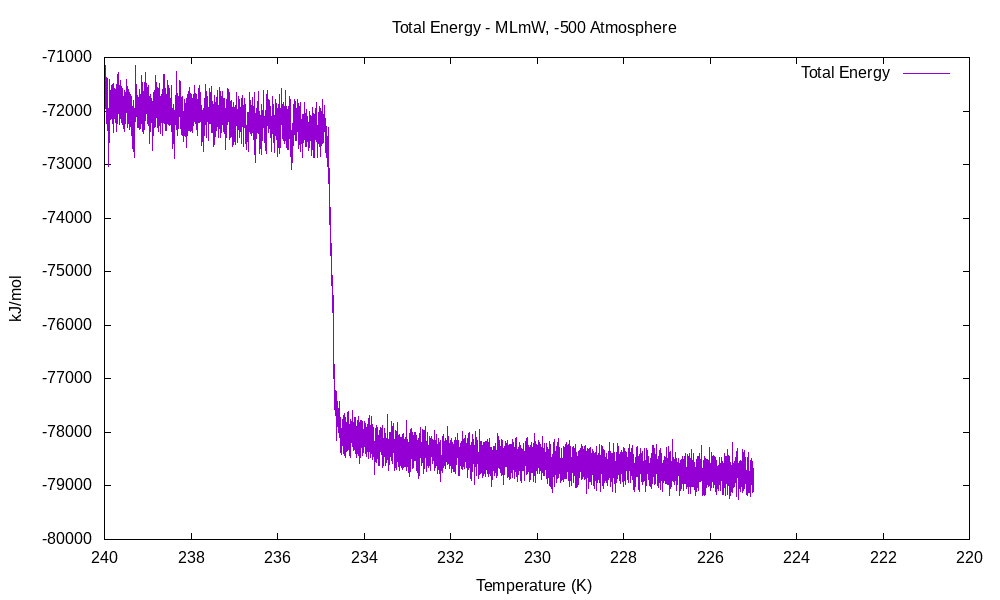 Total Energy - MLmW, -500 Atmosphere
Total Energy
-71000
-72000
-73000
-74000
-75000
-76000
-77000
-78000
-79000
-80000
kJ/mol
240 238 236 234 232 230 228 226 224 222 220
Temperature (K)